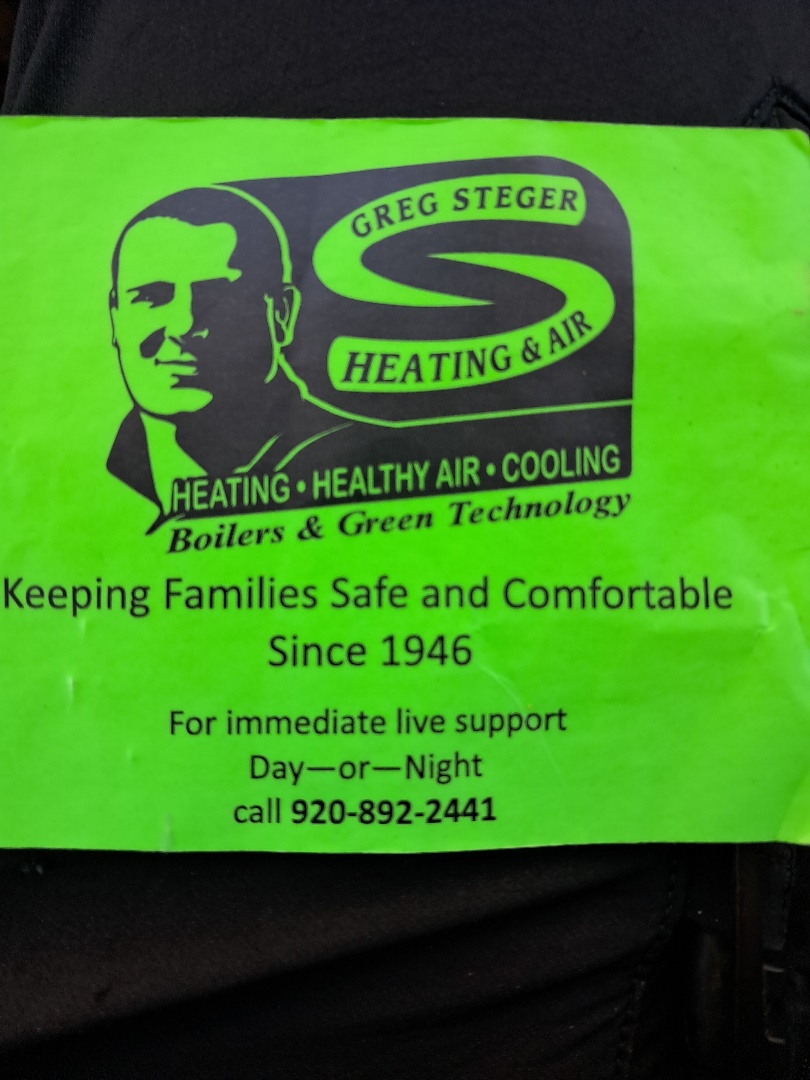 GREG STEGER
HEATING & AIR
HEATING • HEALTHY AIR • COOLING
Boilers & Green Technology
Keeping Families Safe and Comfortable
Since 1946
For immediate live support
Day—or—Night
call 920-892-2441